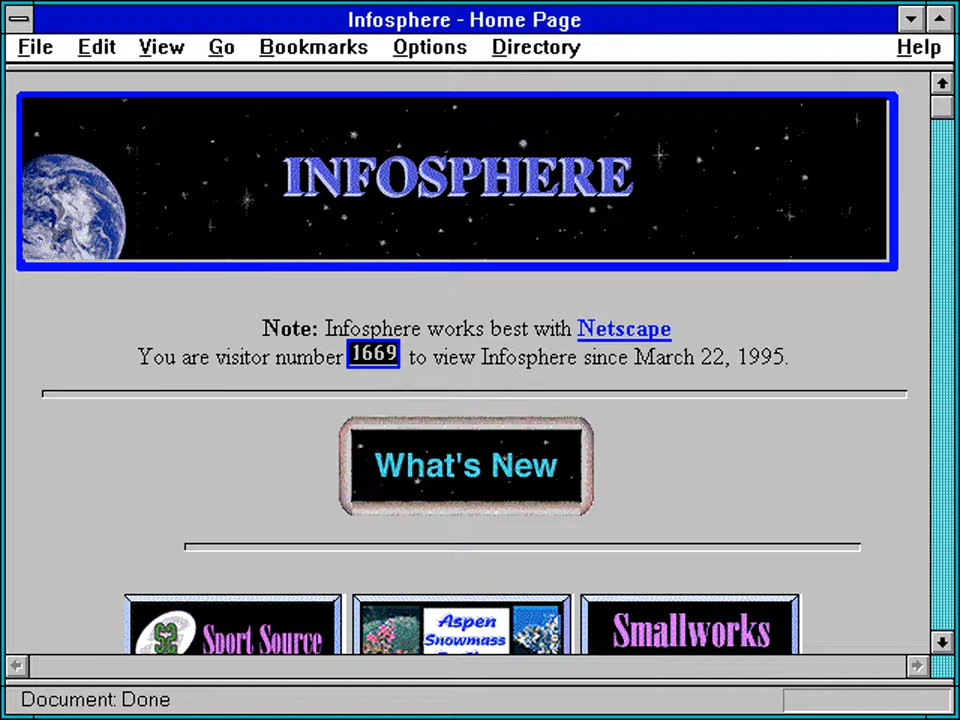 Infosphere - Home Page
File Edit View Go Bookmarks Options Directory Help
INFOSPHERE
Note: Infosphere works best with Netscape
You are visitor number 1669 to view Infosphere since March 22, 1995.
What's New
Sport Source
Aspen
Snowmass
Smallworks
Document: Done